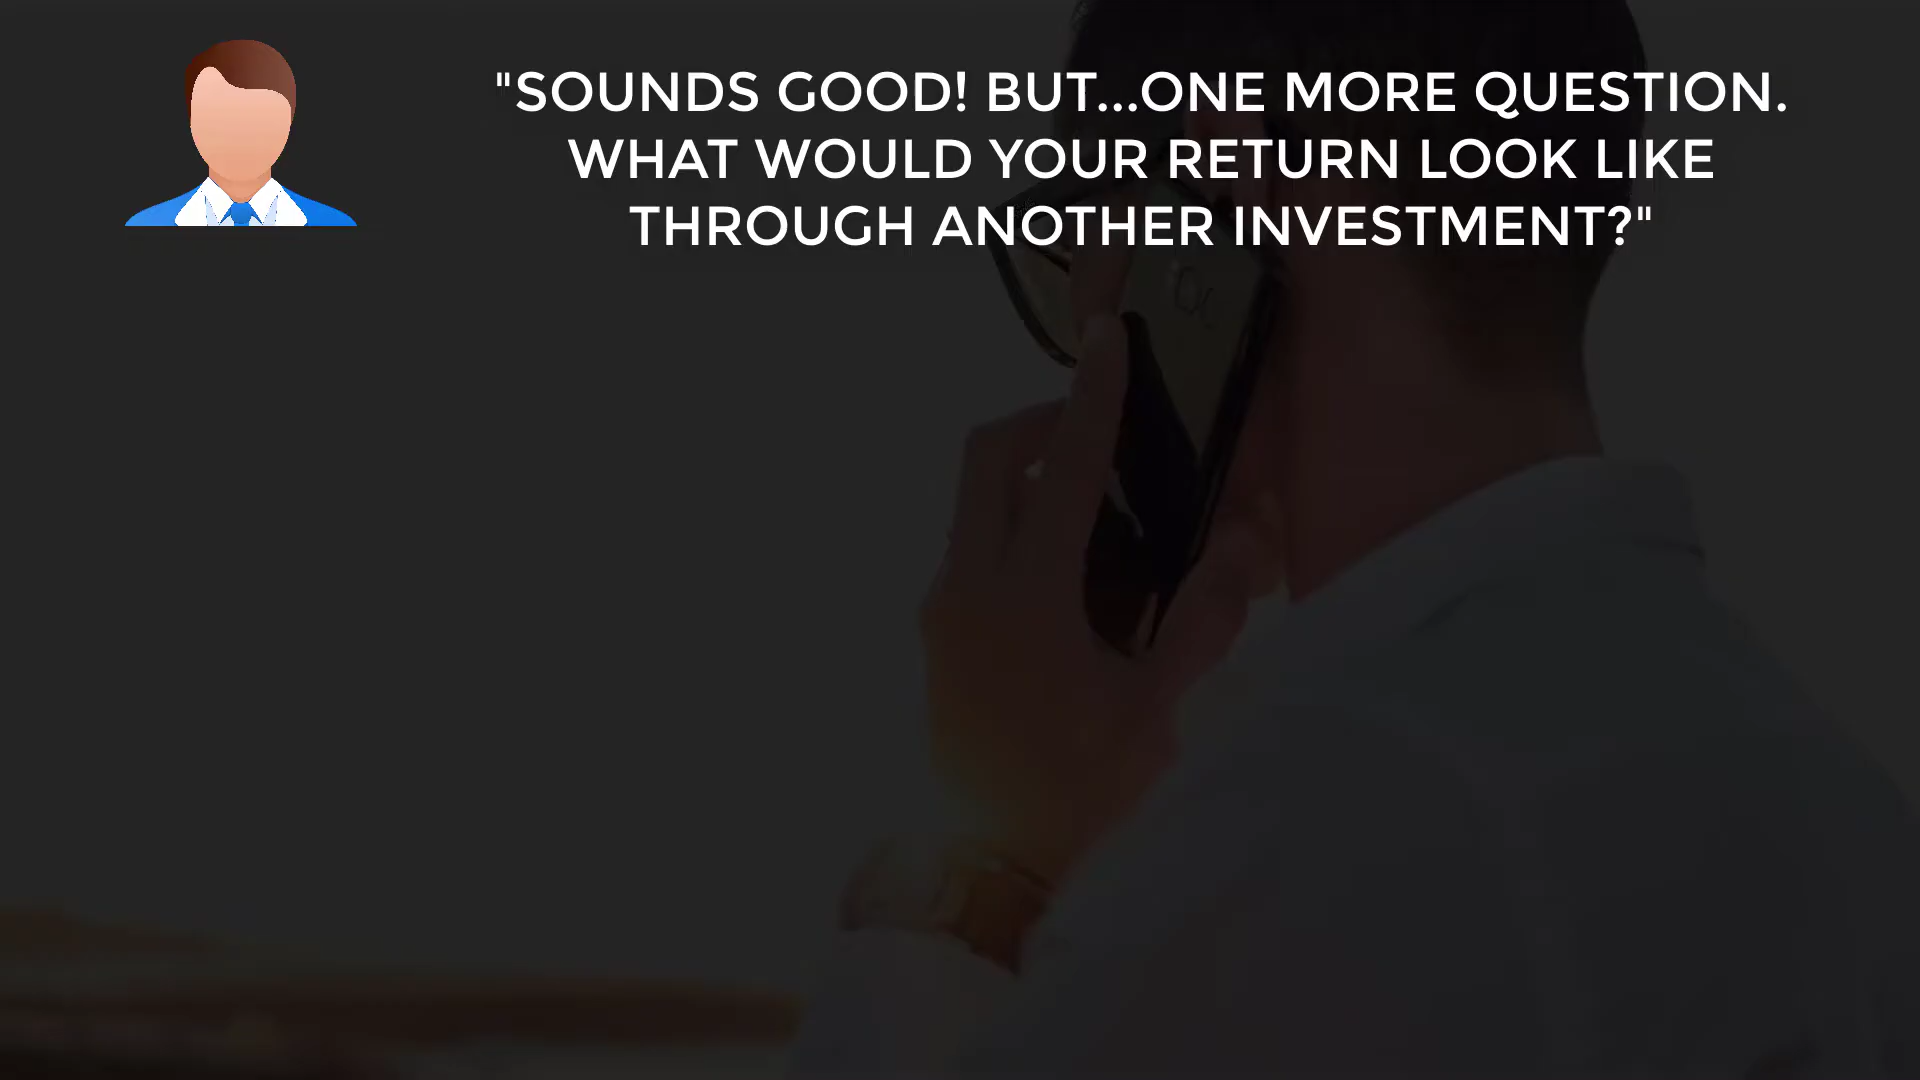 "SOUNDS GOOD! BUT...ONE MORE QUESTION.
WHAT WOULD YOUR RETURN LOOK LIKE
THROUGH ANOTHER INVESTMENT?"